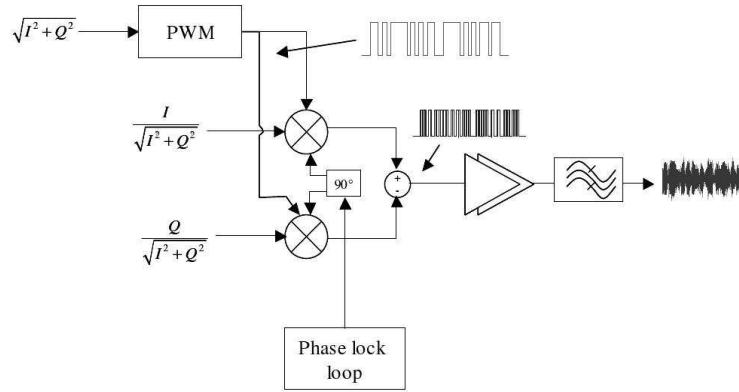 √(I² + Q²)
PWM
I / √(I² + Q²)
90°
+
-
Q / √(I² + Q²)
Phase lock
loop